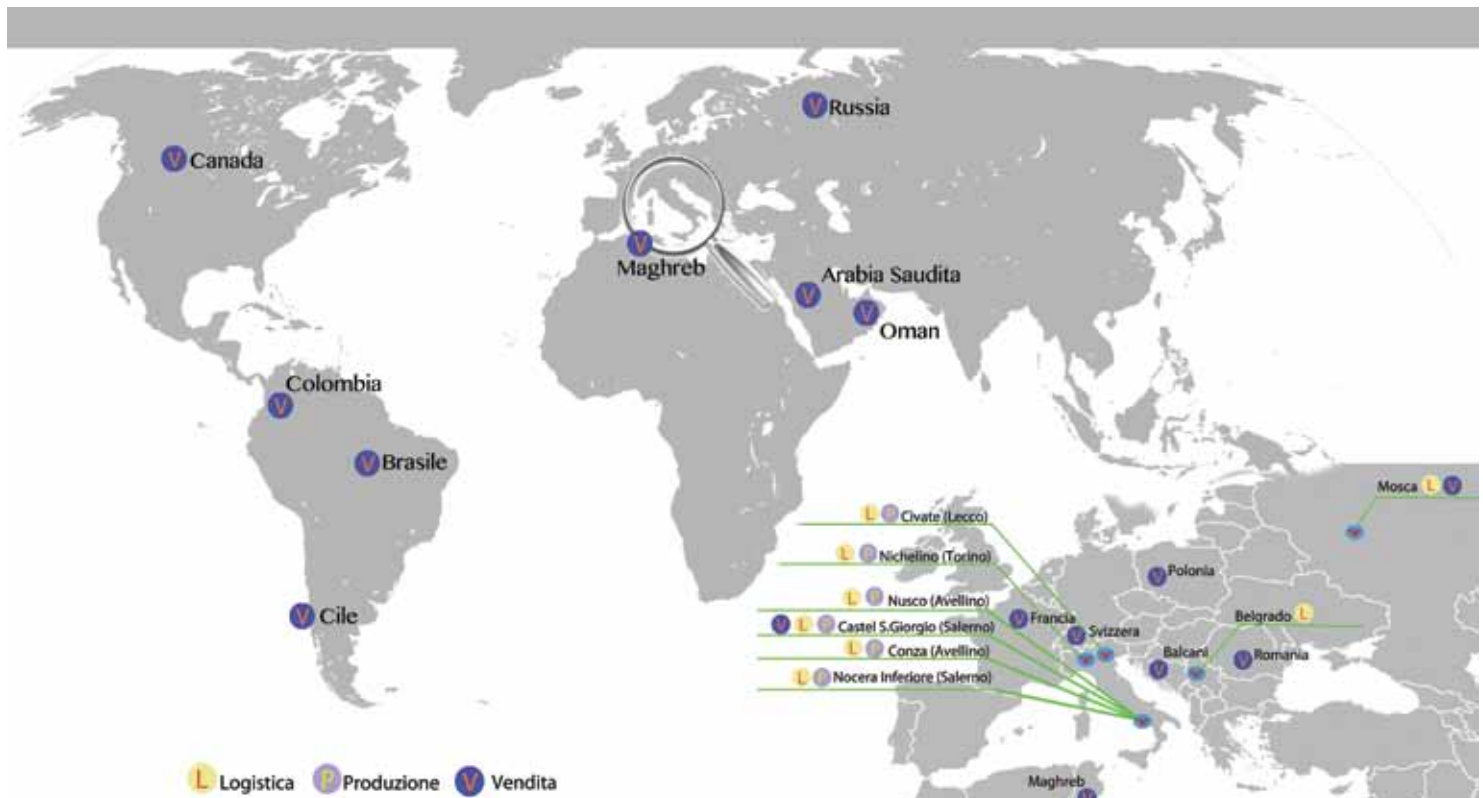 V Russia
V Canada
V
Maghreb
Arabia Saudita
V
V
Oman
Colombia
V
V Brasile
V Cile
Mosca L V
L P Civate (Lecco)
L P Nichelino (Torino)
V Polonia
L P Nusco (Avellino)
V Francia
Belgrado L
V L P Castel S.Giorgio (Salerno)
V Svizzera
L P Conza (Avellino)
Balcani
V
V Romania
L P Nocera Inferiore (Salerno)
L Logistica P Produzione V Vendita
Maghreb
V